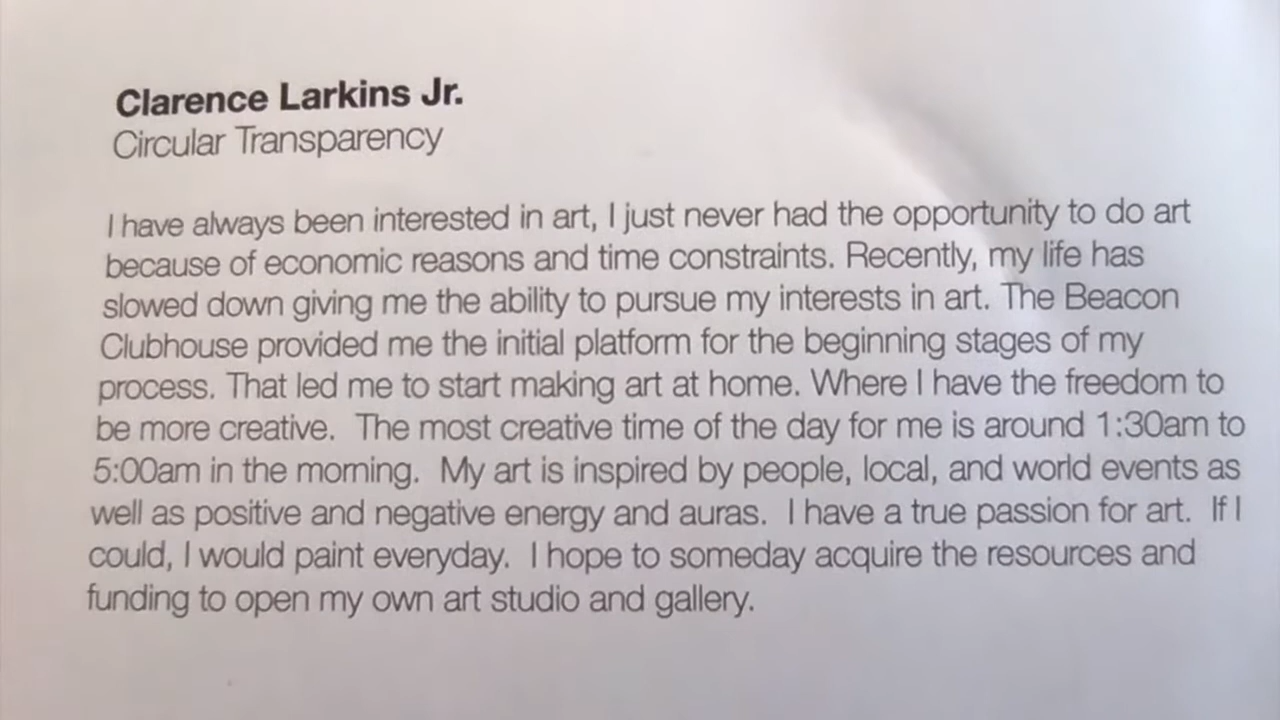 Clarence Larkins Jr.
Circular Transparency
I have always been interested in art, I just never had the opportunity to do art
because of economic reasons and time constraints. Recently, my life has
slowed down giving me the ability to pursue my interests in art. The Beacon
Clubhouse provided me the initial platform for the beginning stages of my
process. That led me to start making art at home. Where I have the freedom to
be more creative.  The most creative time of the day for me is around 1:30am to
5:00am in the morning.  My art is inspired by people, local, and world events as
well as positive and negative energy and auras.  I have a true passion for art.  If I
could, I would paint everyday.  I hope to someday acquire the resources and
funding to open my own art studio and gallery.